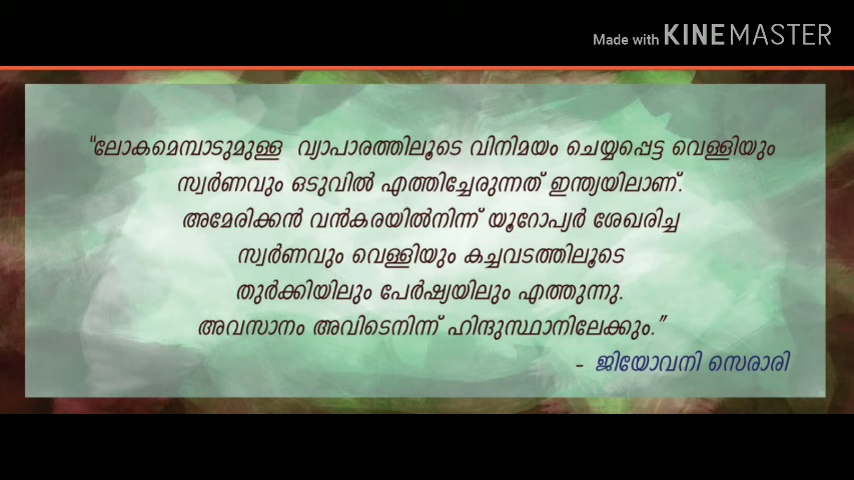 Made with KINEMASTER
"ലോകമെമ്പാടുമുള്ള വ്യാപാരത്തിലൂടെ വിനിമയം ചെയ്യപ്പെട്ട വെള്ളിയും
സ്വർണവും ഒടുവിൽ എത്തിച്ചേരുന്നത് ഇന്ത്യയിലാണ്.
അമേരിക്കൻ വൻകരയിൽനിന്ന് യൂറോപ്യർ ശേഖരിച്ച
സ്വർണവും വെള്ളിയും കച്ചവടത്തിലൂടെ
തുർക്കിയിലും പേർഷ്യയിലും എത്തുന്നു.
അവസാനം അവിടെനിന്ന് ഹിന്ദുസ്ഥാനിലേക്കും."
- ജിയോവനി സെരാരി